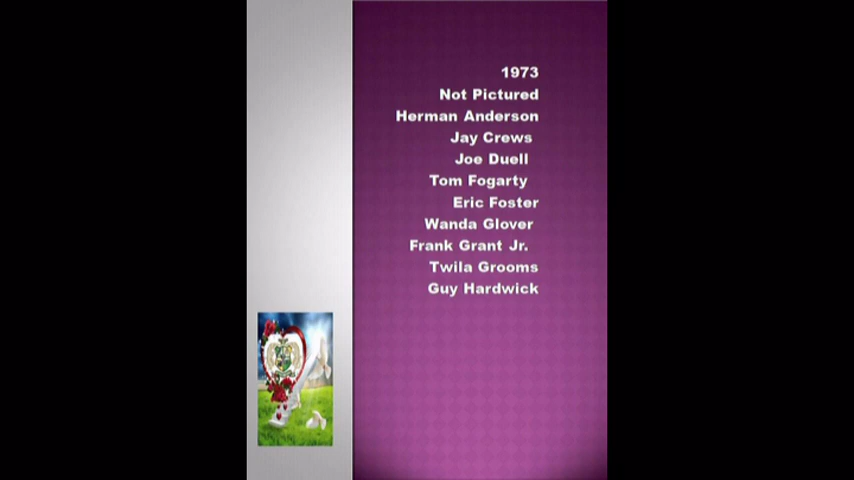 1973
Not Pictured
Herman Anderson
Jay Crews
Joe Duell
Tom Fogarty
Eric Foster
Wanda Glover
Frank Grant Jr.
Twila Grooms
Guy Hardwick